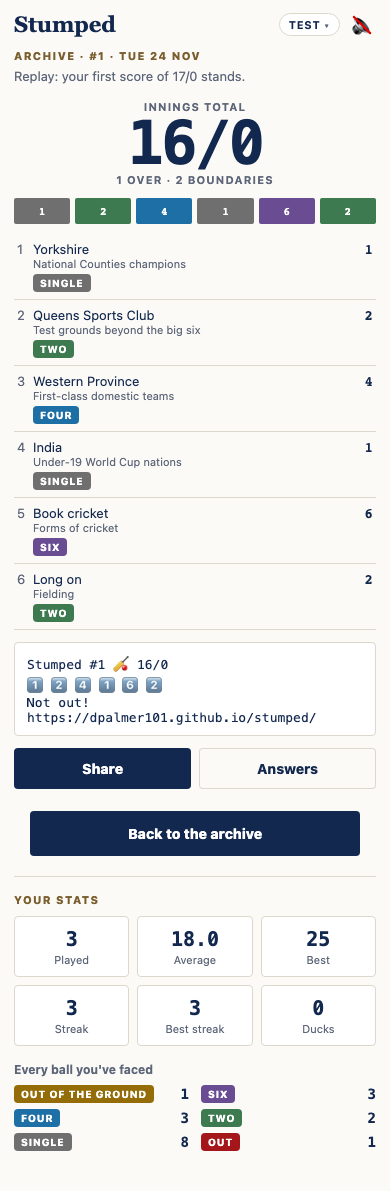 Stumped
TEST ▾
ARCHIVE · #1 · TUE 24 NOV
Replay: your first score of 17/0 stands.
INNINGS TOTAL
16/0
1 OVER · 2 BOUNDARIES
1 2 4 1 6 2
1 Yorkshire 1
National Counties champions
SINGLE
2 Queens Sports Club 2
Test grounds beyond the big six
TWO
3 Western Province 4
First-class domestic teams
FOUR
4 India 1
Under-19 World Cup nations
SINGLE
5 Book cricket 6
Forms of cricket
SIX
6 Long on 2
Fielding
TWO
Stumped #1 🏏 16/0
1️⃣ 2️⃣ 4️⃣ 1️⃣ 6️⃣ 2️⃣
Not out!
https://dpalmer101.github.io/stumped/
Share
Answers
Back to the archive
YOUR STATS
3 18.0 25
Played Average Best
3 3 0
Streak Best streak Ducks
Every ball you've faced
OUT OF THE GROUND 1 SIX 3
FOUR 3 TWO 2
SINGLE 8 OUT 1